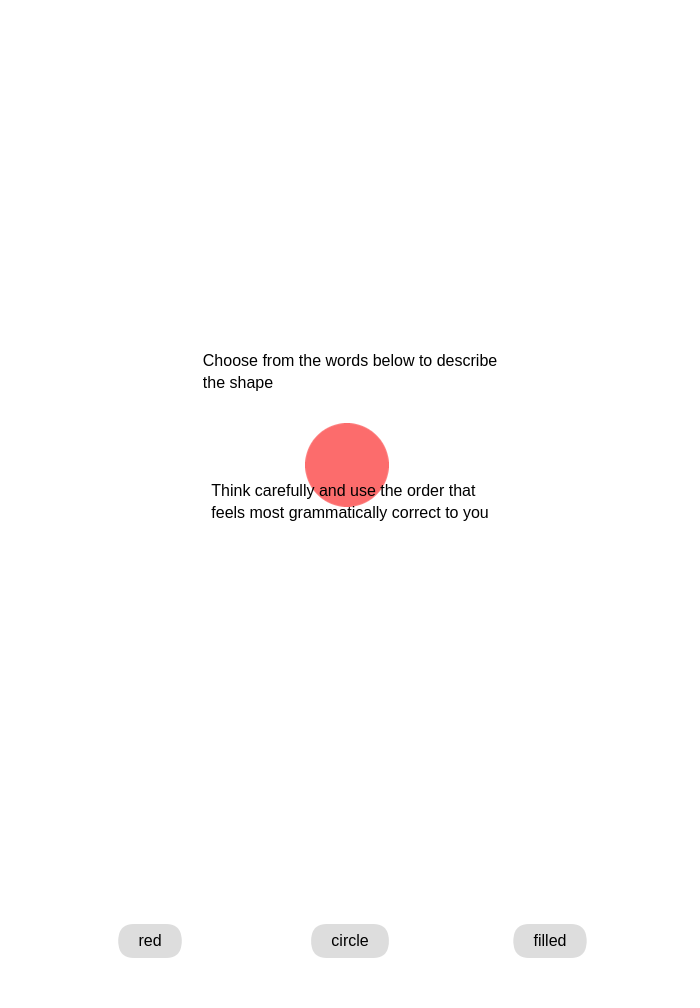 Choose from the words below to describe
the shape
Think carefully and use the order that
feels most grammatically correct to you
red
circle
filled